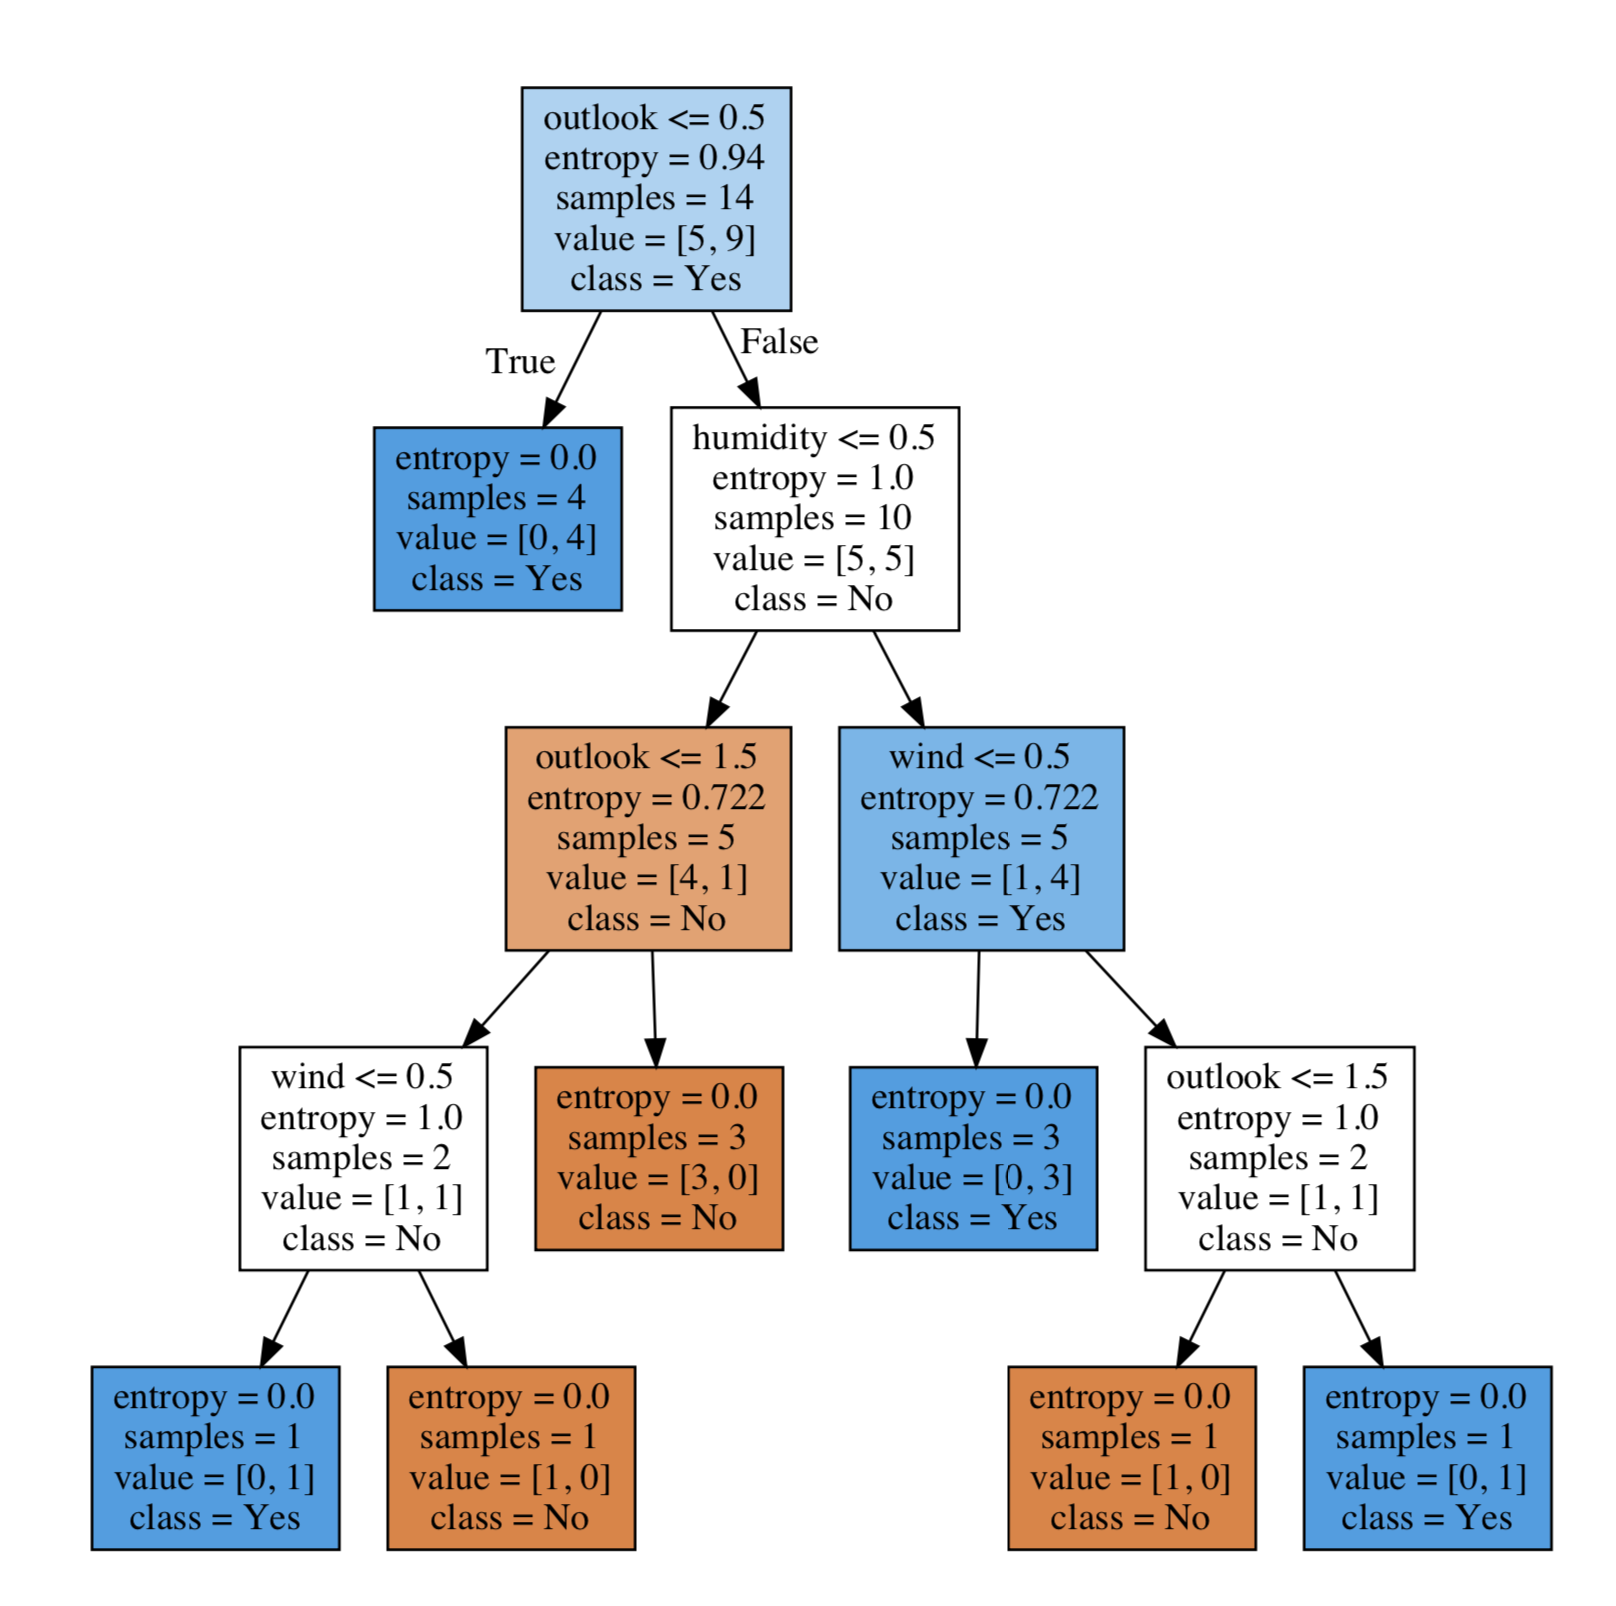 outlook <= 0.5
entropy = 0.94
samples = 14
value = [5, 9]
class = Yes
True
False
entropy = 0.0
samples = 4
value = [0, 4]
class = Yes
humidity <= 0.5
entropy = 1.0
samples = 10
value = [5, 5]
class = No
outlook <= 1.5
entropy = 0.722
samples = 5
value = [4, 1]
class = No
wind <= 0.5
entropy = 0.722
samples = 5
value = [1, 4]
class = Yes
wind <= 0.5
entropy = 1.0
samples = 2
value = [1, 1]
class = No
entropy = 0.0
samples = 3
value = [3, 0]
class = No
entropy = 0.0
samples = 3
value = [0, 3]
class = Yes
outlook <= 1.5
entropy = 1.0
samples = 2
value = [1, 1]
class = No
entropy = 0.0
samples = 1
value = [0, 1]
class = Yes
entropy = 0.0
samples = 1
value = [1, 0]
class = No
entropy = 0.0
samples = 1
value = [1, 0]
class = No
entropy = 0.0
samples = 1
value = [0, 1]
class = Yes